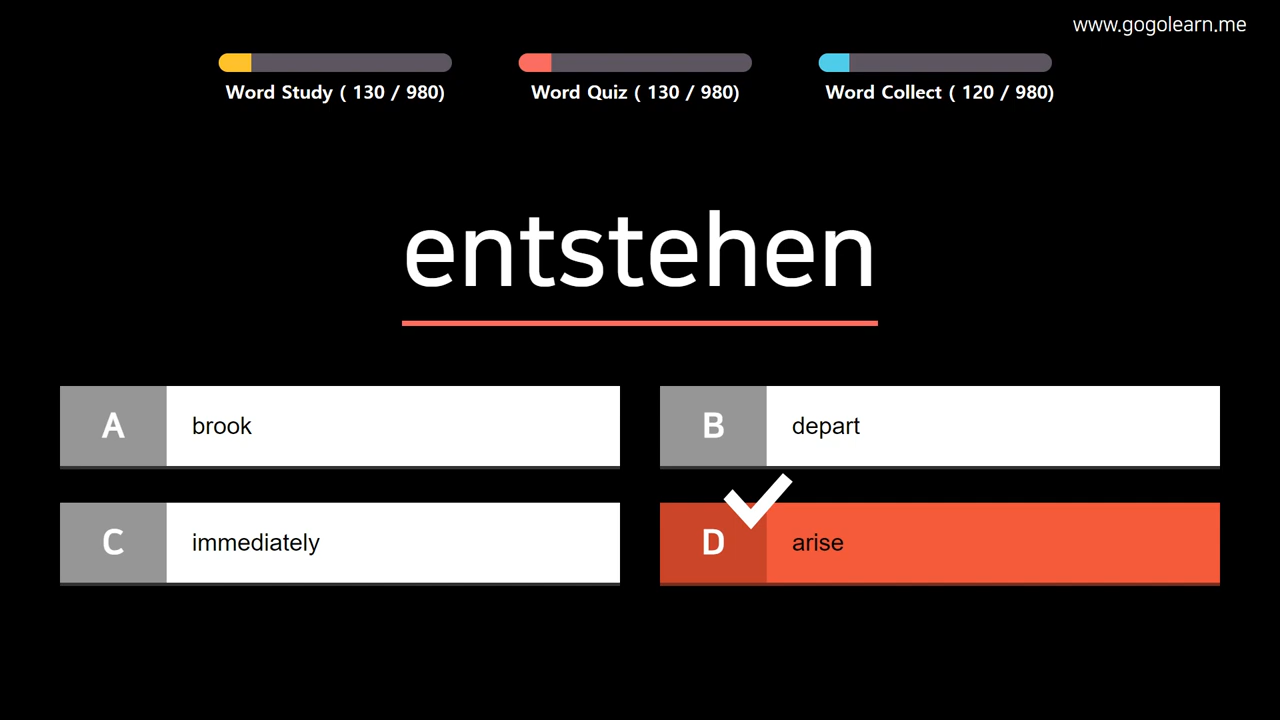 www.gogolearn.me
Word Study ( 130 / 980)
Word Quiz ( 130 / 980)
Word Collect ( 120 / 980)
entstehen
A brook
B depart
C immediately
D arise